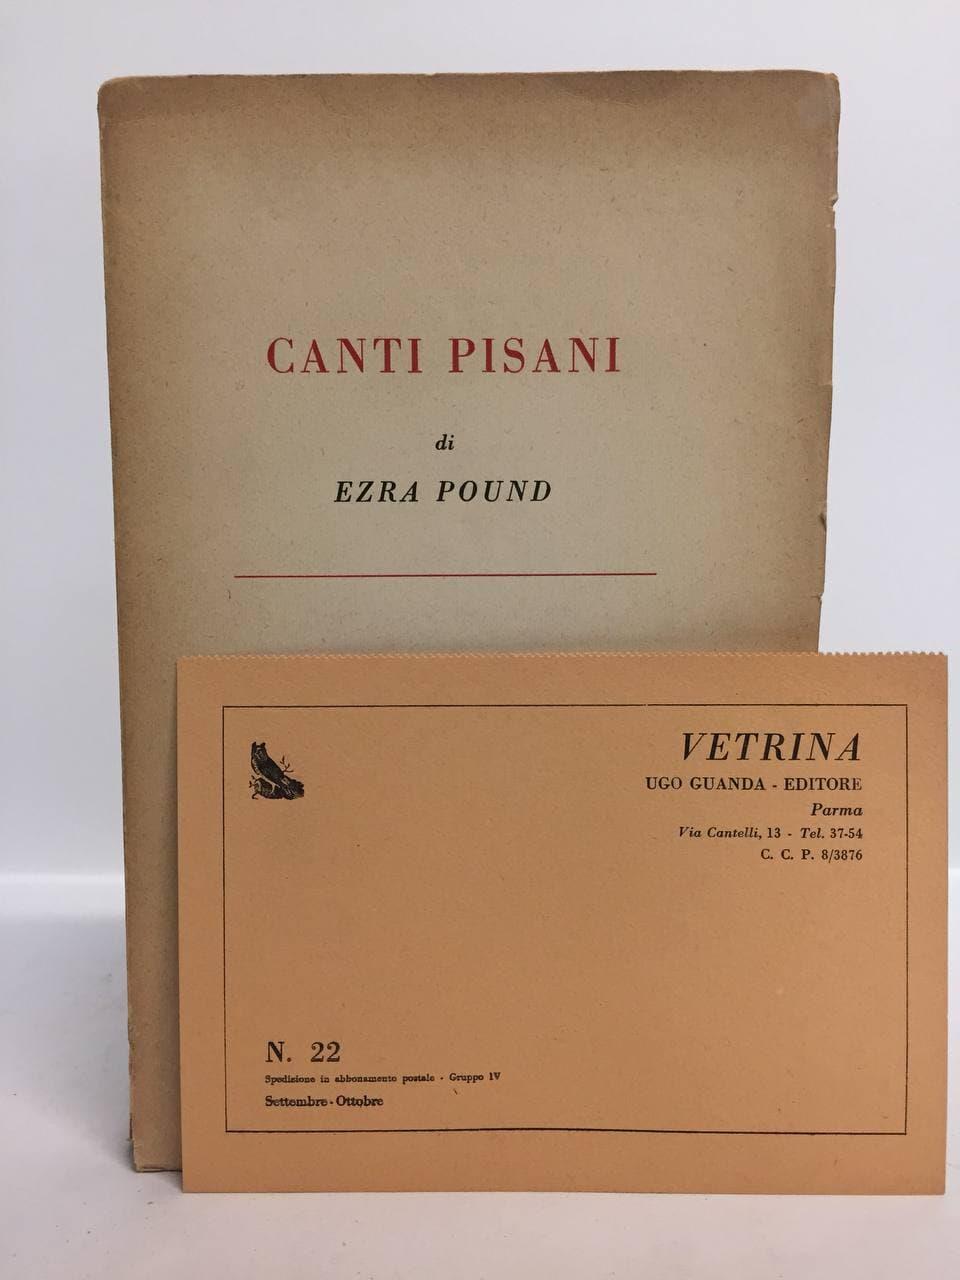 CANTI PISANI
di
EZRA POUND
VETRINA
UGO GUANDA - EDITORE
Parma
Via Cantelli, 13 - Tel. 37-54
C. C. P. 8/3876
N. 22
Spedizione in abbonamento postale - Gruppo IV
Settembre - Ottobre